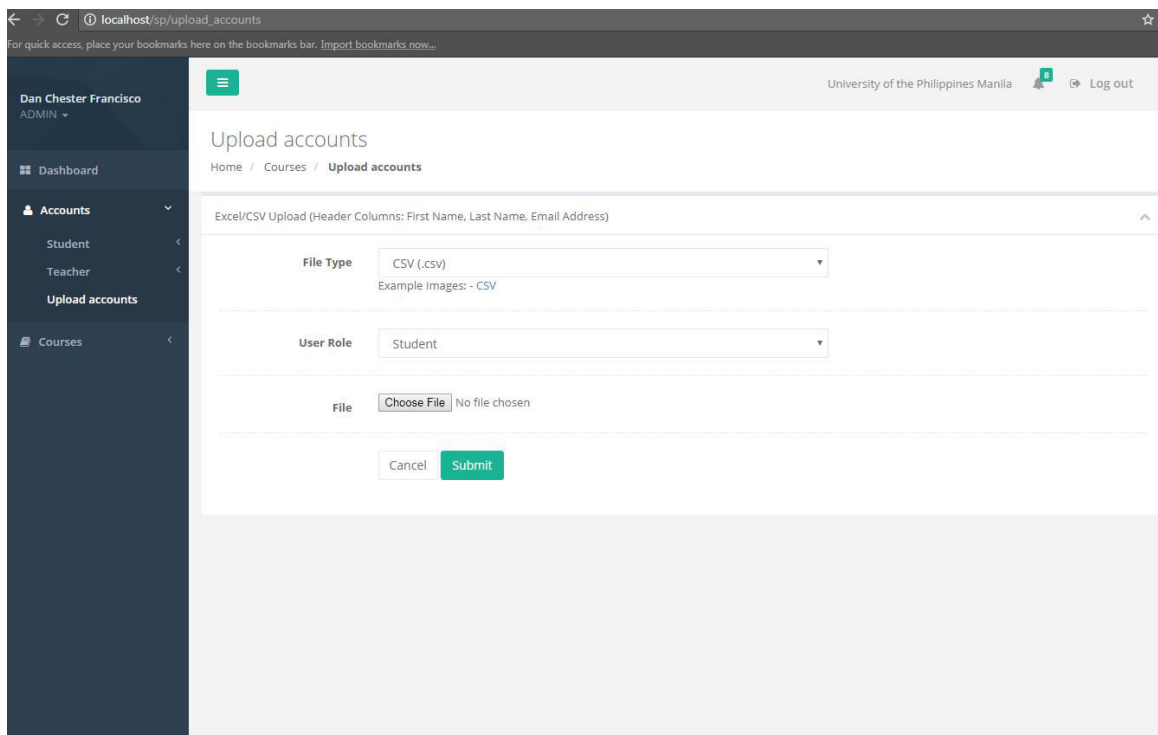 localhost/sp/upload_accounts
For quick access, place your bookmarks here on the bookmarks bar. Import bookmarks now...
Dan Chester Francisco
ADMIN
University of the Philippines Manila 8 Log out
Upload accounts
Home / Courses / Upload accounts
Dashboard
Accounts
Student
Teacher
Upload accounts
Courses
Excel/CSV Upload (Header Columns: First Name, Last Name, Email Address)
File Type CSV (.csv)
Example Images: - CSV
User Role Student
File Choose File No file chosen
Cancel Submit